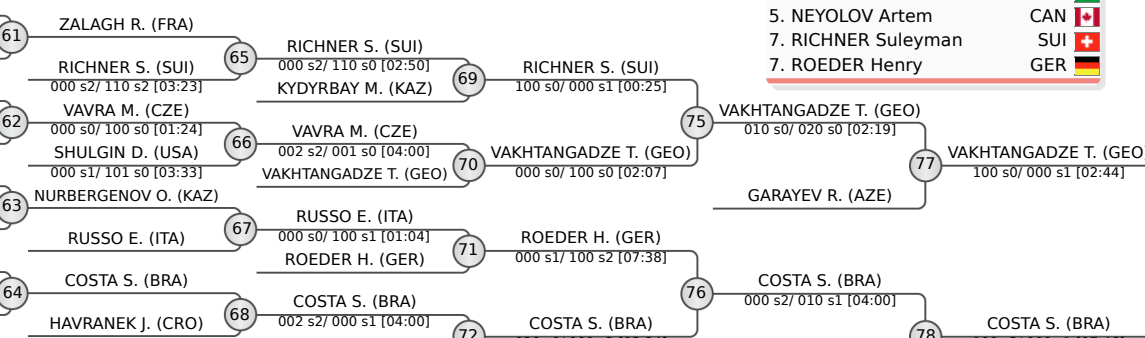 5. NEYOLOV Artem CAN
7. RICHNER Suleyman SUI
7. ROEDER Henry GER
61
ZALAGH R. (FRA)
RICHNER S. (SUI)
000 s2/ 110 s2 [03:23]
62
VAVRA M. (CZE)
000 s0/ 100 s0 [01:24]
SHULGIN D. (USA)
000 s1/ 101 s0 [03:33]
63
NURBERGENOV O. (KAZ)
RUSSO E. (ITA)
64
COSTA S. (BRA)
HAVRANEK J. (CRO)
65
RICHNER S. (SUI)
000 s2/ 110 s0 [02:50]
KYDYRBAY M. (KAZ)
66
VAVRA M. (CZE)
002 s2/ 001 s0 [04:00]
VAKHTANGADZE T. (GEO)
67
RUSSO E. (ITA)
000 s0/ 100 s1 [01:04]
ROEDER H. (GER)
68
COSTA S. (BRA)
002 s2/ 000 s1 [04:00]
69
RICHNER S. (SUI)
100 s0/ 000 s1 [00:25]
70
VAKHTANGADZE T. (GEO)
000 s0/ 100 s0 [02:07]
71
ROEDER H. (GER)
000 s1/ 100 s2 [07:38]
72
COSTA S. (BRA)
75
VAKHTANGADZE T. (GEO)
010 s0/ 020 s0 [02:19]
GARAYEV R. (AZE)
76
COSTA S. (BRA)
000 s2/ 010 s1 [04:00]
77
VAKHTANGADZE T. (GEO
100 s0/ 000 s1 [02:44]
78
COSTA S. (BRA)